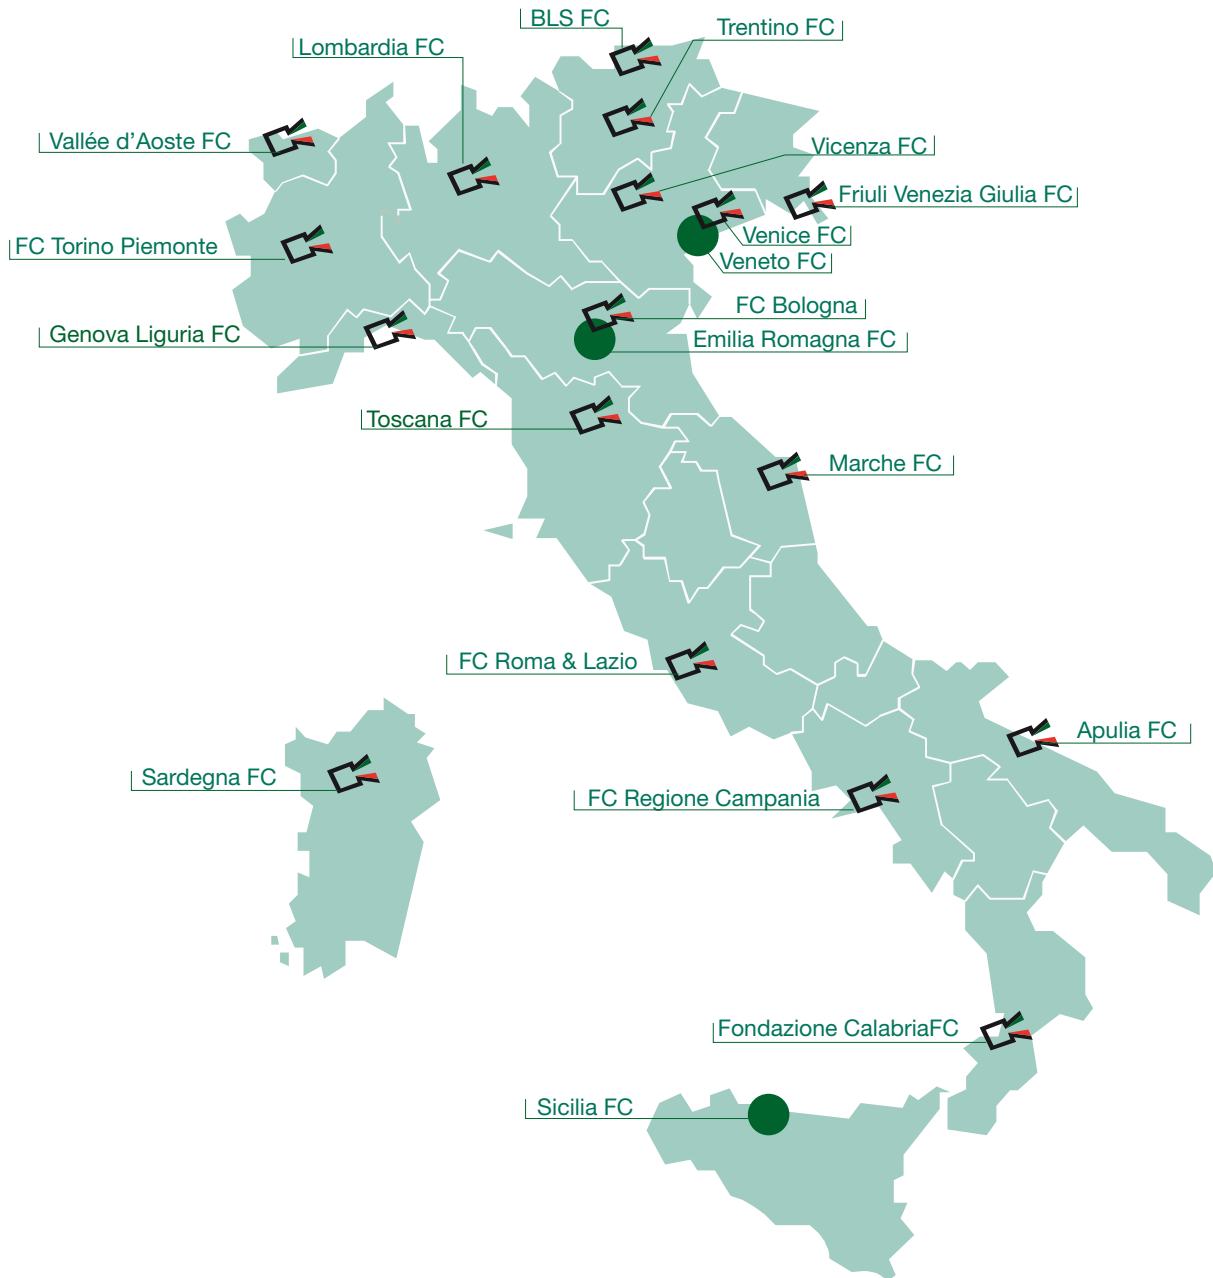 BLS FC
Trentino FC
Lombardia FC
Vallée d’Aoste FC
Vicenza FC
Friuli Venezia Giulia FC
FC Torino Piemonte
Venice FC
Veneto FC
FC Bologna
Genova Liguria FC
Emilia Romagna FC
Toscana FC
Marche FC
FC Roma & Lazio
Apulia FC
Sardegna FC
FC Regione Campania
Fondazione CalabriaFC
Sicilia FC